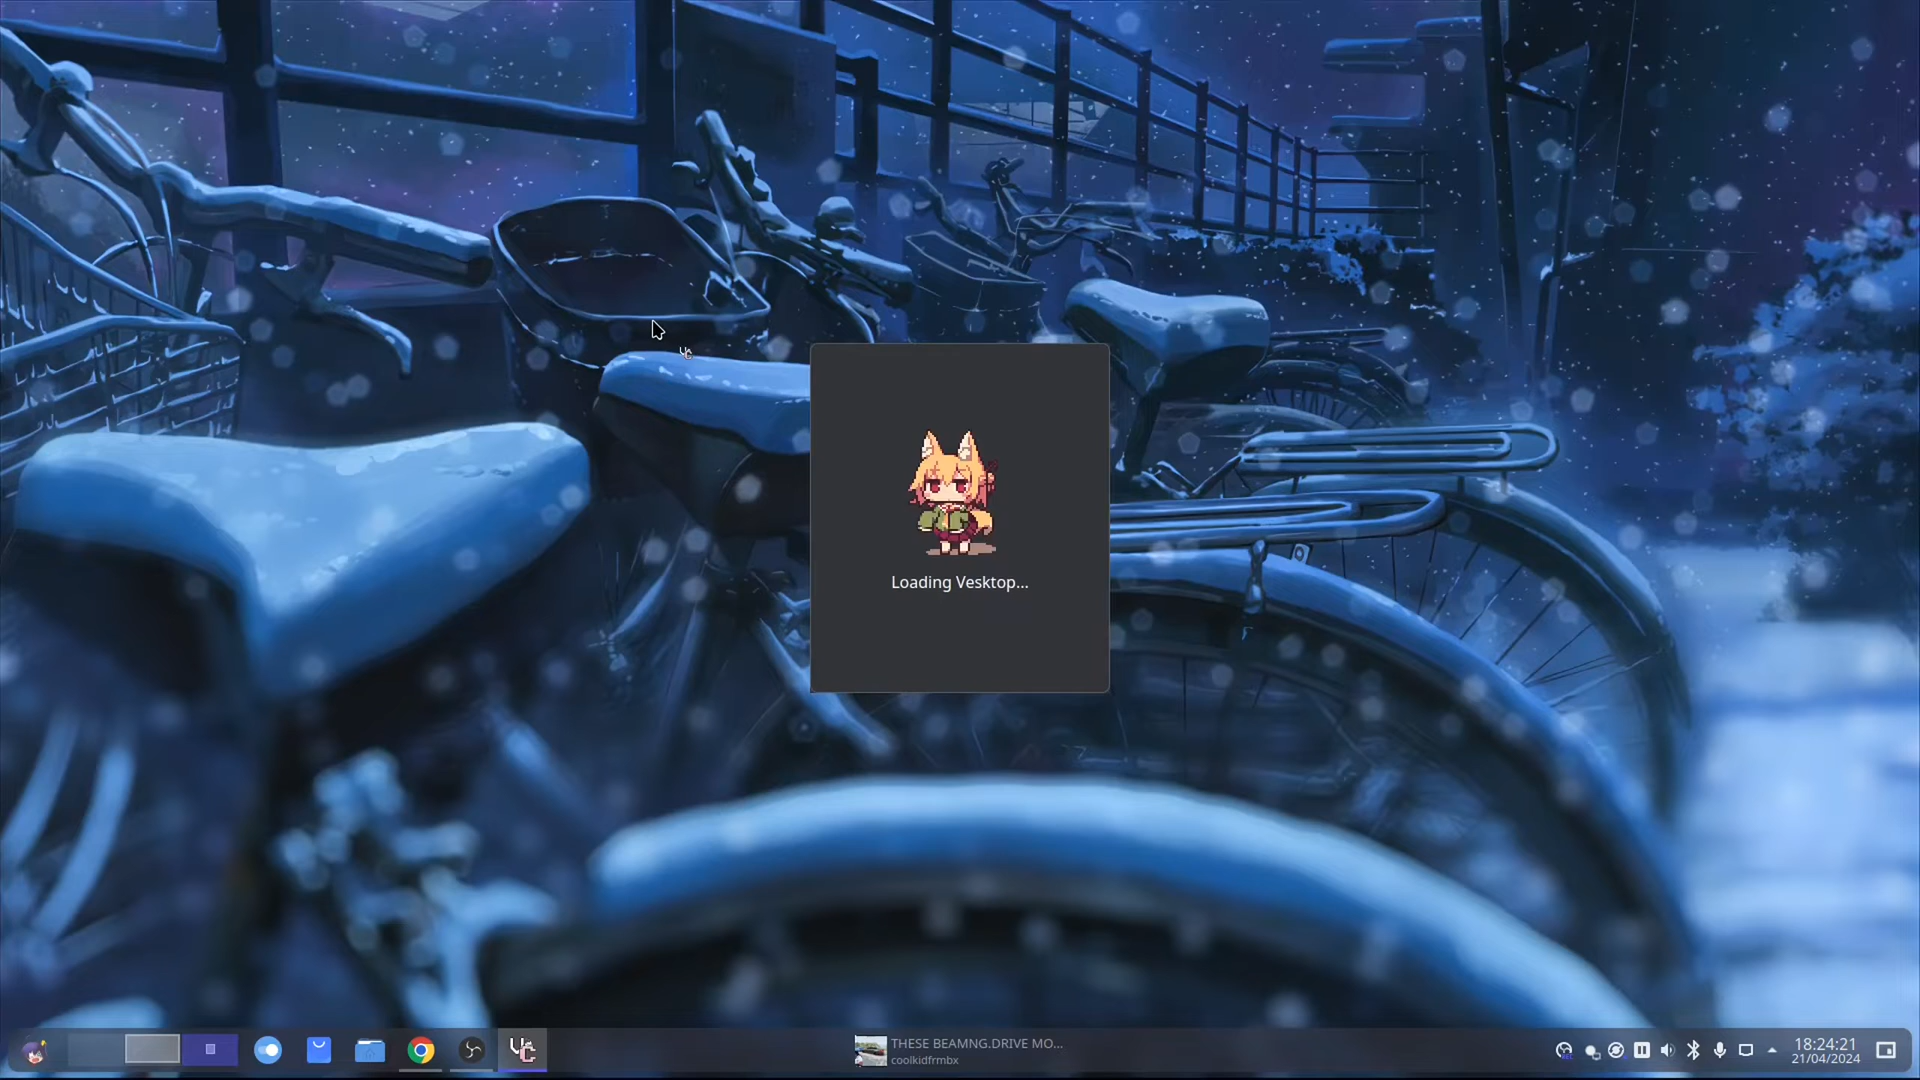 Loading Vesktop...
THESE BEAMNG.DRIVE MO...
coolkidfrmbx
18:24:21
21/04/2024